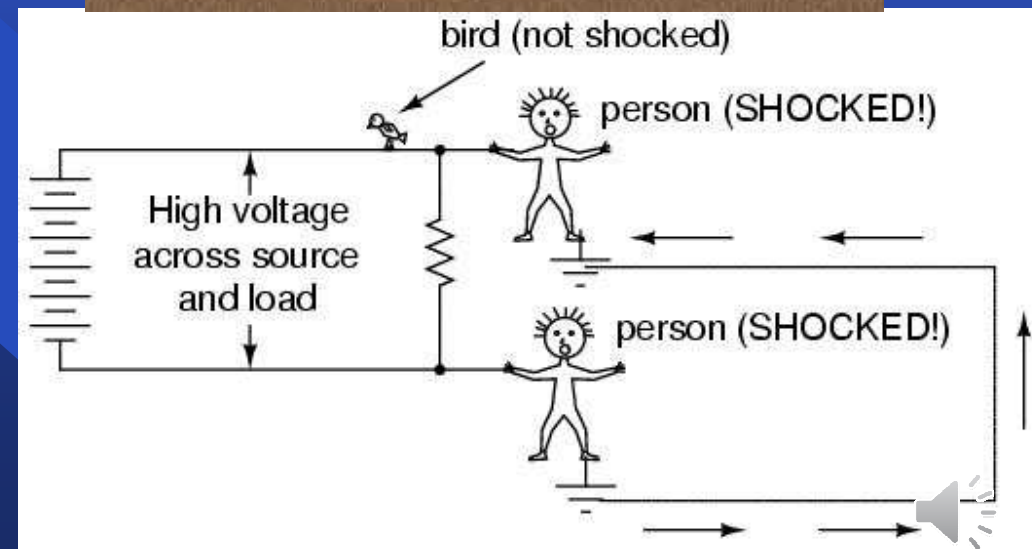 bird (not shocked)
person (SHOCKED!)
High voltage
across source
and load
person (SHOCKED!)